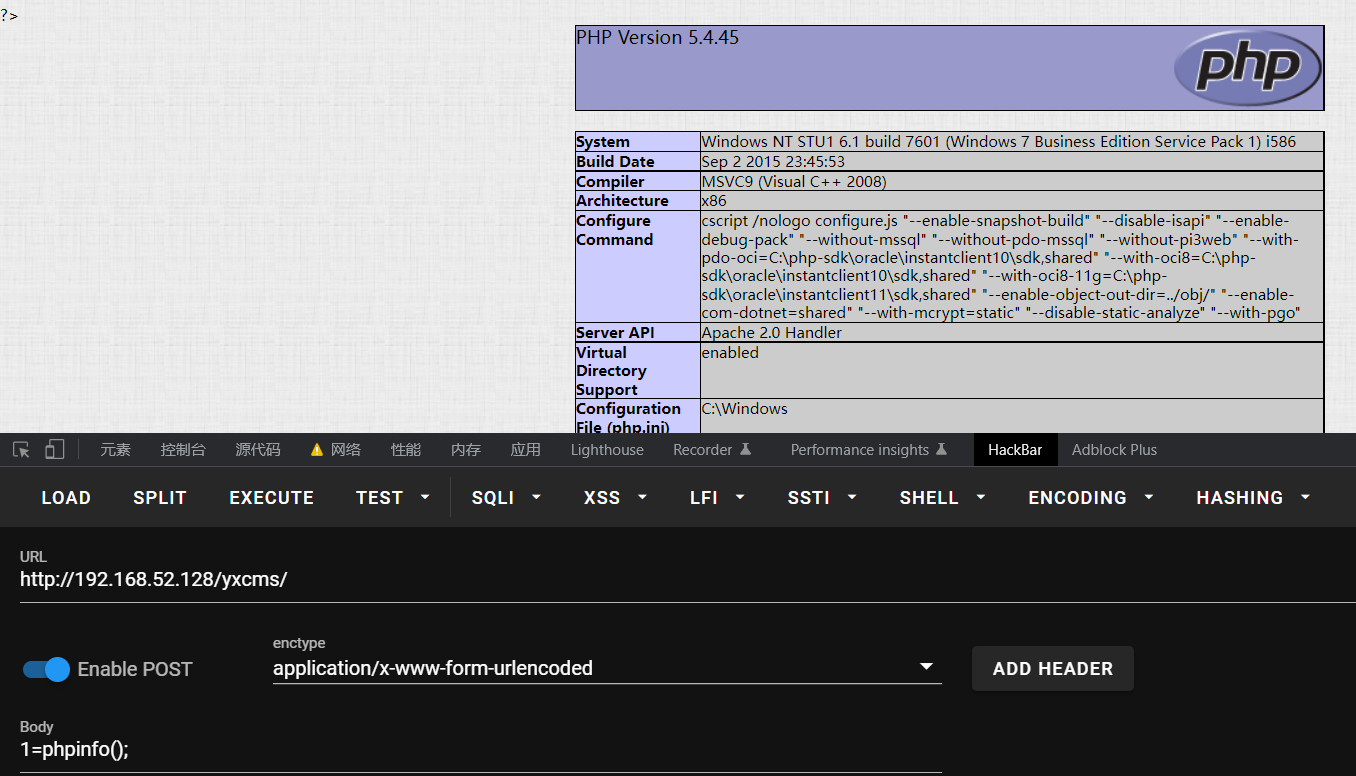 ?>
PHP Version 5.4.45
php
System Windows NT STU1 6.1 build 7601 (Windows 7 Business Edition Service Pack 1) i586
Build Date Sep 2 2015 23:45:53
Compiler MSVC9 (Visual C++ 2008)
Architecture x86
Configure Command cscript /nologo configure.js "--enable-snapshot-build" "--disable-isapi" "--enable-
debug-pack" "--without-mssql" "--without-pdo-mssql" "--without-pi3web" "--with-
pdo-oci=C:\php-sdk\oracle\instantclient10\sdk,shared" "--with-oci8=C:\php-
sdk\oracle\instantclient10\sdk,shared" "--with-oci8-11g=C:\php-
sdk\oracle\instantclient11\sdk,shared" "--enable-object-out-dir=../obj/" "--enable-
com-dotnet=shared" "--with-mcrypt=static" "--disable-static-analyze" "--with-pgo"
Server API Apache 2.0 Handler
Virtual Directory Support enabled
Configuration File (php.ini) C:\Windows
元素 控制台 源代码 网络 性能 内存 应用 Lighthouse Recorder Performance insights HackBar Adblock Plus
LOAD SPLIT EXECUTE TEST SQLI XSS LFI SSTI SHELL ENCODING HASHING
URL
http://192.168.52.128/yxcms/
Enable POST
enctype
application/x-www-form-urlencoded
ADD HEADER
Body
1=phpinfo();